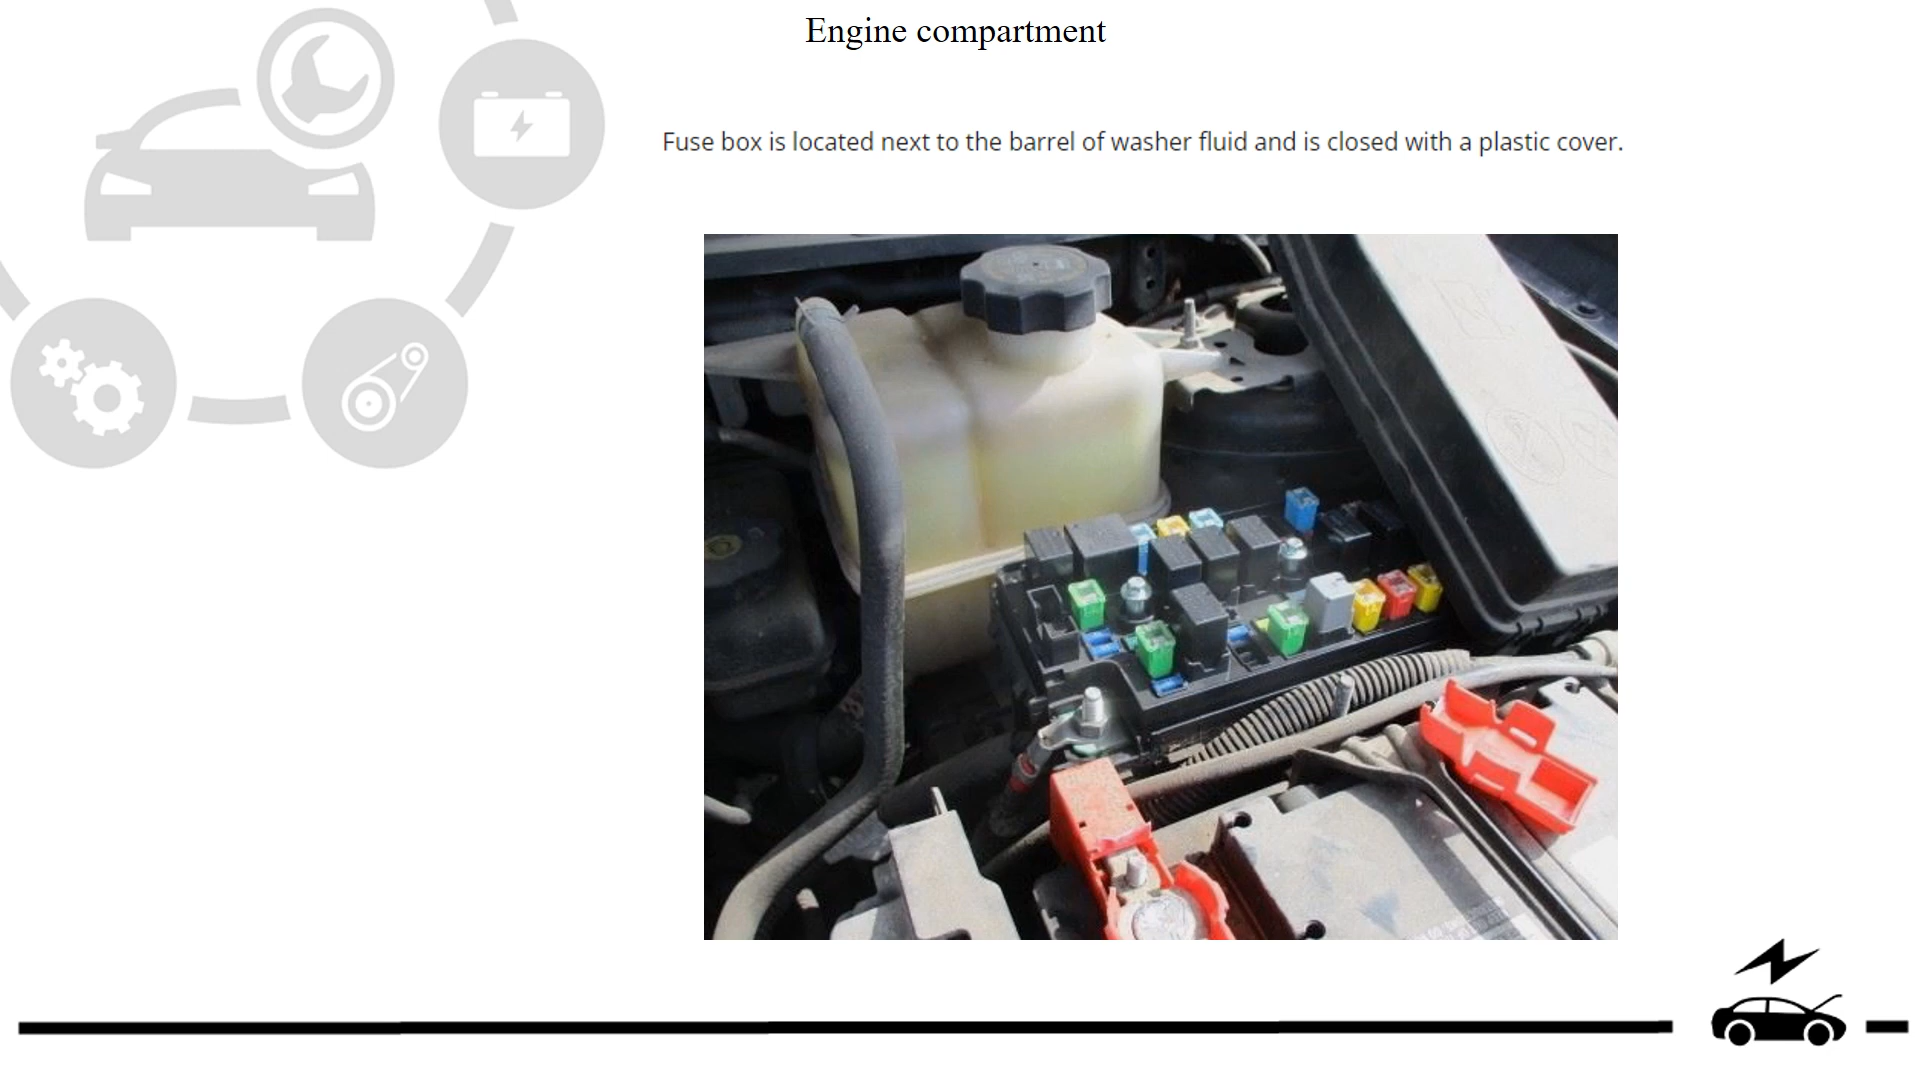 Engine compartment
Fuse box is located next to the barrel of washer fluid and is closed with a plastic cover.